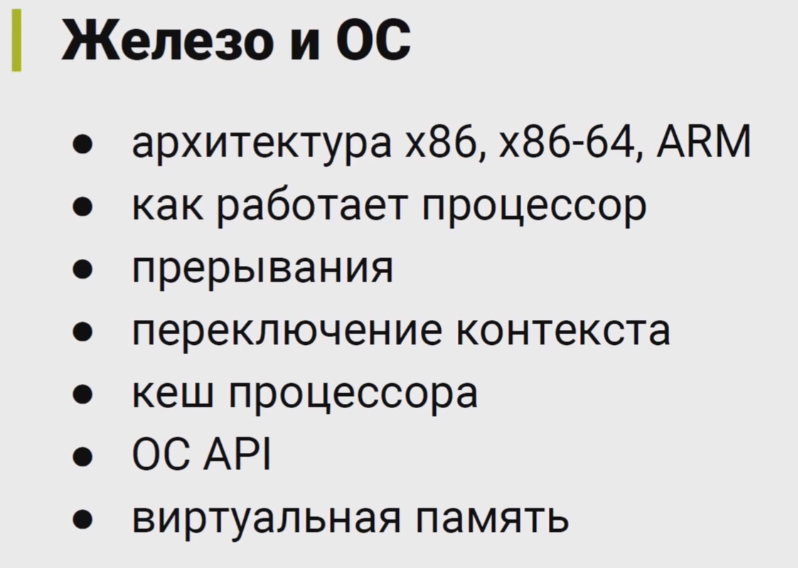 Железо и ОС
● архитектура x86, x86-64, ARM
● как работает процессор
● прерывания
● переключение контекста
● кеш процессора
● ОС API
● виртуальная память